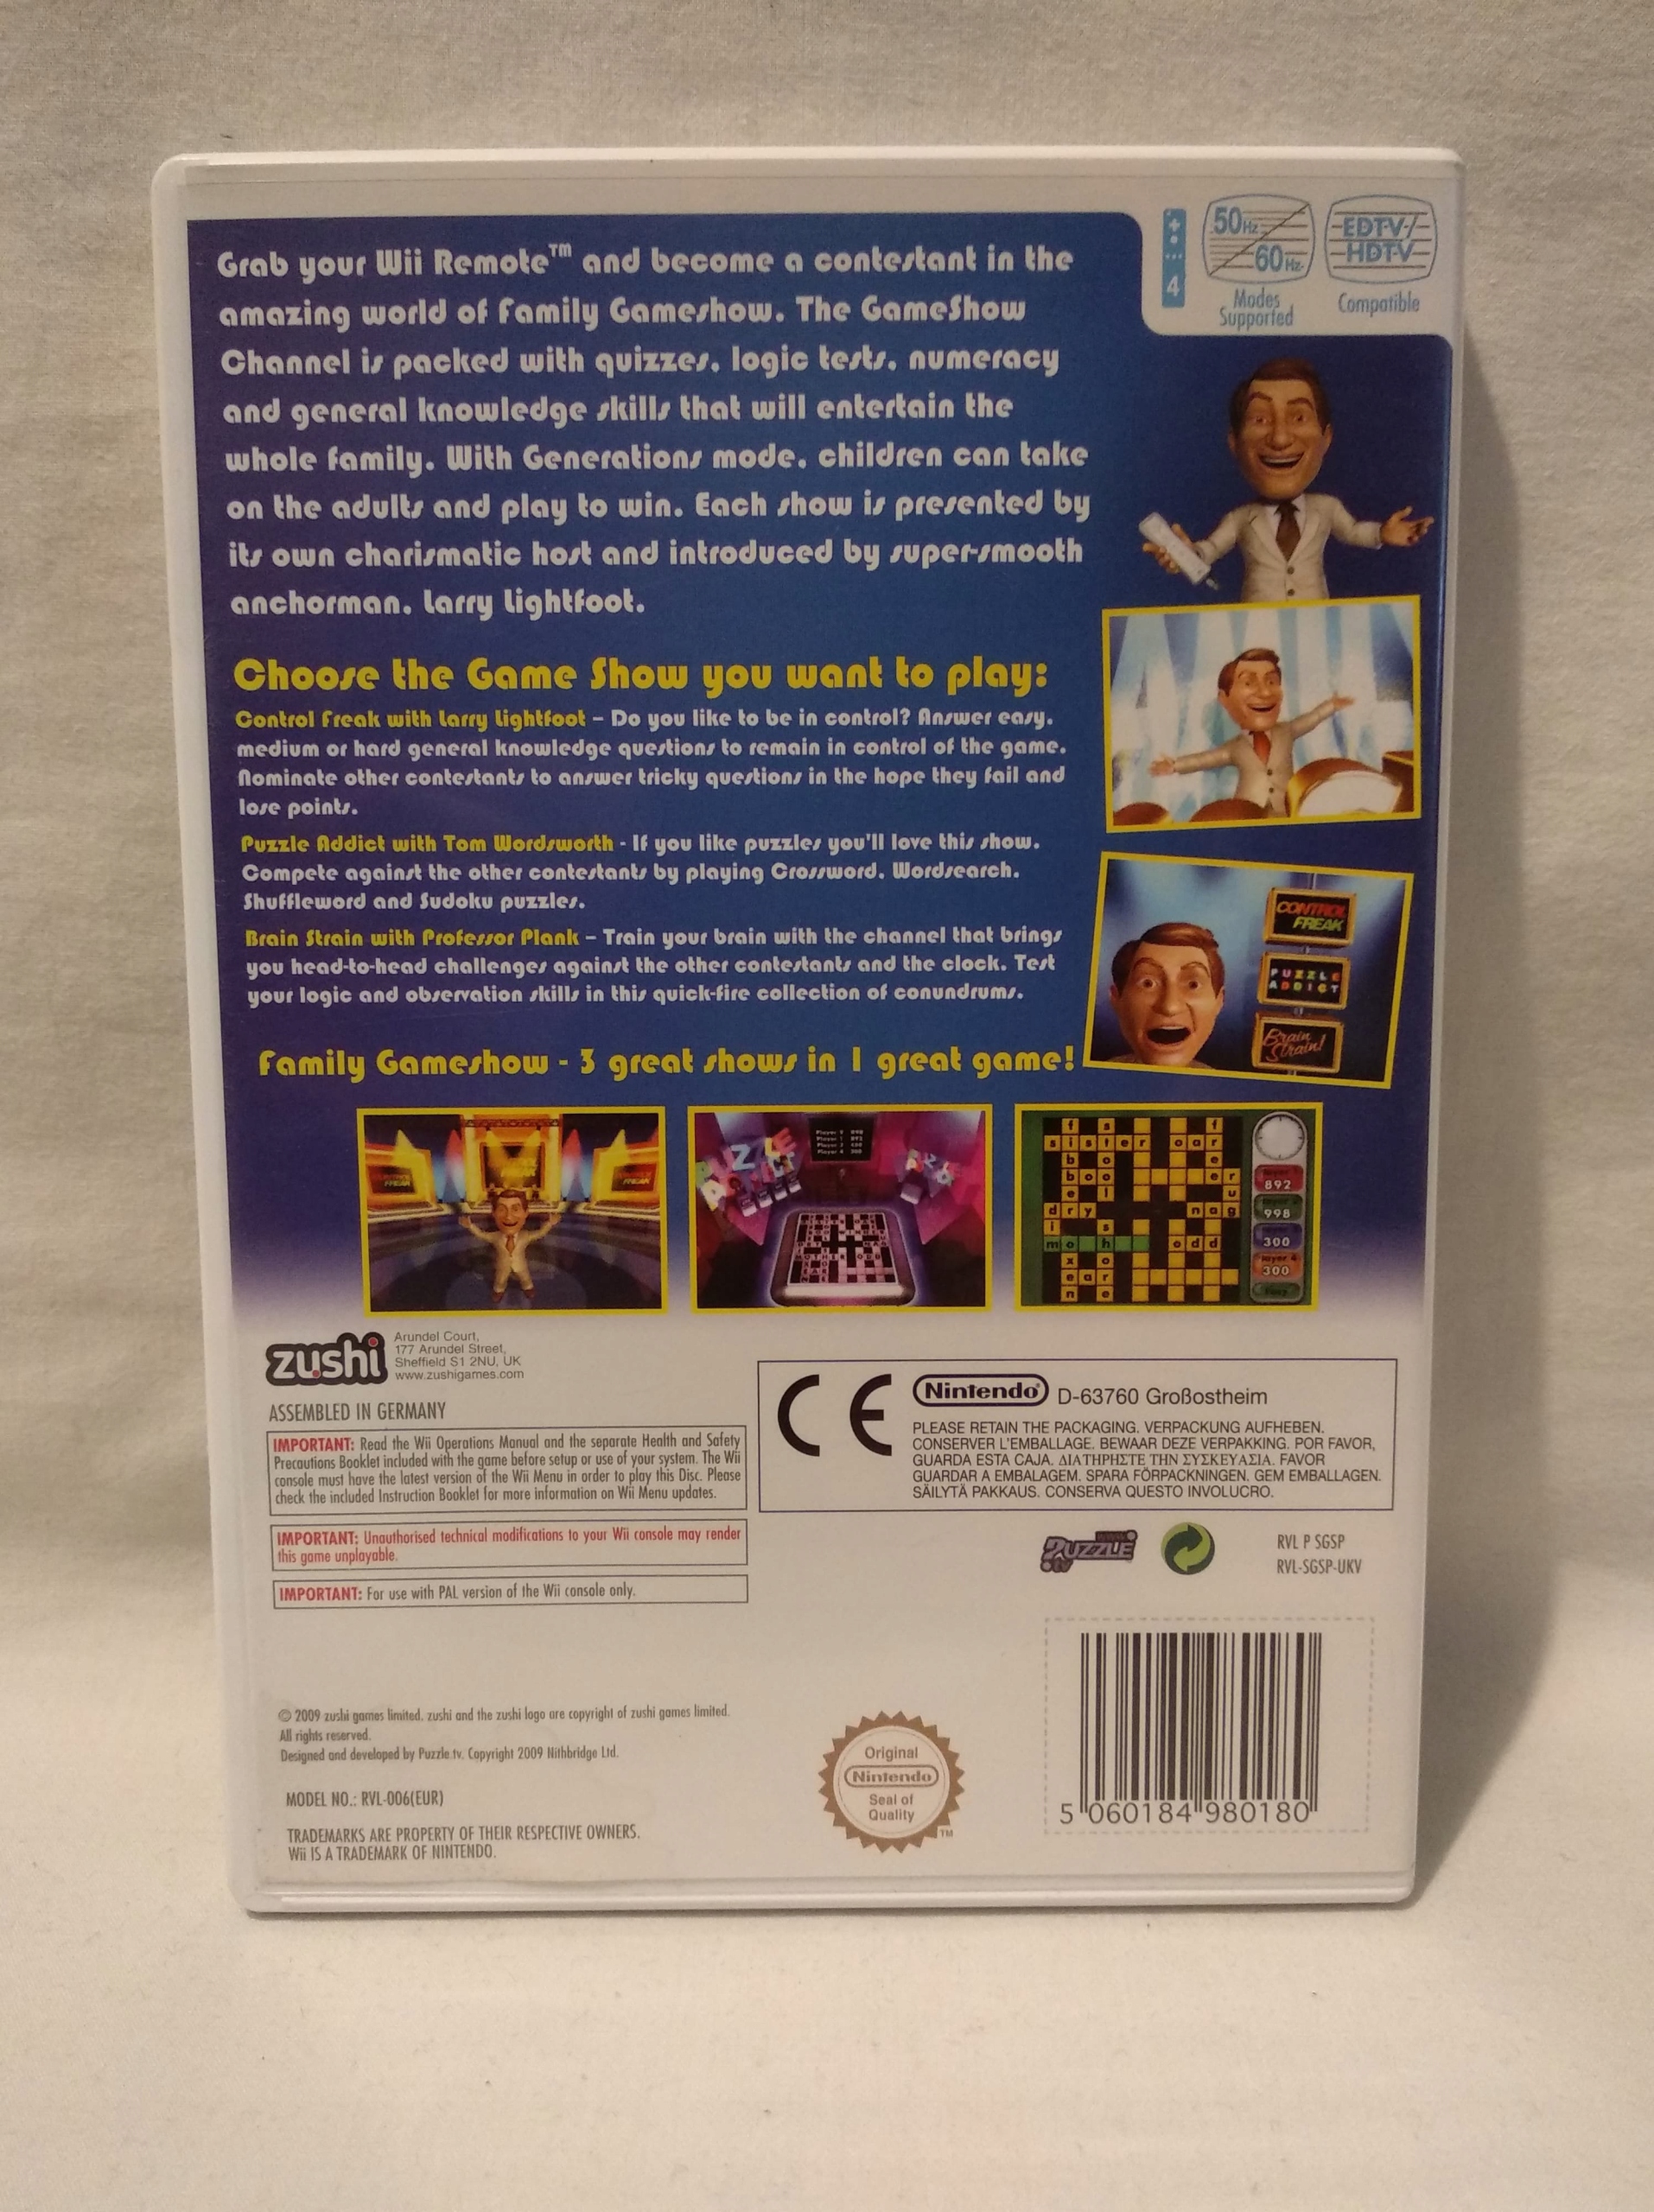 50Hz
60Hz
Modes
Supported
EDTV/
HDTV
Compatible
4
Grab your Wii Remote™ and become a contestant in the
amazing world of Family Gameshow. The GameShow
Channel is packed with quizzes, logic tests, numeracy
and general knowledge skills that will entertain the
whole family. With Generations mode, children can take
on the adults and play to win. Each show is presented by
its own charismatic host and introduced by super-smooth
anchorman, Larry Lightfoot.
Choose the Game Show you want to play:
Control Freak with Larry Lightfoot – Do you like to be in control? Answer easy,
medium or hard general knowledge questions to remain in control of the game.
Nominate other contestants to answer tricky questions in the hope they fail and
lose points.
Puzzle Addict with Tom Wordsworth - If you like puzzles you'll love this show.
Compete against the other contestants by playing Crossword, Wordsearch,
Shuffleword and Sudoku puzzles.
Brain Strain with Professor Plank – Train your brain with the channel that brings
you head-to-head challenges against the other contestants and the clock. Test
your logic and observation skills in this quick-fire collection of conundrums.
CONTROL
FREAK
PUZZLE
ADDICT
Brain
Strain!
Family Gameshow - 3 great shows in 1 great game!
sister oar
dry nag
odd
ear
892
998
300
300
zushi
Arundel Court,
177 Arundel Street,
Sheffield S1 2NU, UK
www.zushigames.com
ASSEMBLED IN GERMANY
IMPORTANT: Read the Wii Operations Manual and the separate Health and Safety
Precautions Booklet included with the game before setup or use of your system. The Wii
console must have the latest version of the Wii Menu in order to play this Disc. Please
check the included Instruction Booklet for more information on Wii Menu updates.
IMPORTANT: Unauthorised technical modifications to your Wii console may render
this game unplayable.
IMPORTANT: For use with PAL version of the Wii console only.
CE
Nintendo® D-63760 Großostheim
PLEASE RETAIN THE PACKAGING. VERPACKUNG AUFHEBEN.
CONSERVER L'EMBALLAGE. BEWAAR DEZE VERPAKKING. POR FAVOR,
GUARDA ESTA CAJA. ΔΙΑΤΗΡΗΣΤΕ ΤΗΝ ΣΥΣΚΕΥΑΣΙΑ. FAVOR
GUARDAR A EMBALAGEM. SPARA FÖRPACKNINGEN. GEM EMBALLAGEN.
SÄILYTÄ PAKKAUS. CONSERVA QUESTO INVOLUCRO.
PUZZLE
.tv
RVL P SGSP
RVL-SGSP-UKV
© 2009 zushi games limited. zushi and the zushi logo are copyright of zushi games limited.
All rights reserved.
Designed and developed by Puzzle.tv. Copyright 2009 Nithbridge Ltd.
MODEL NO.: RVL-006(EUR)
TRADEMARKS ARE PROPERTY OF THEIR RESPECTIVE OWNERS.
Wii IS A TRADEMARK OF NINTENDO.
Original
Nintendo
Seal of
Quality
TM
5 060184 980180